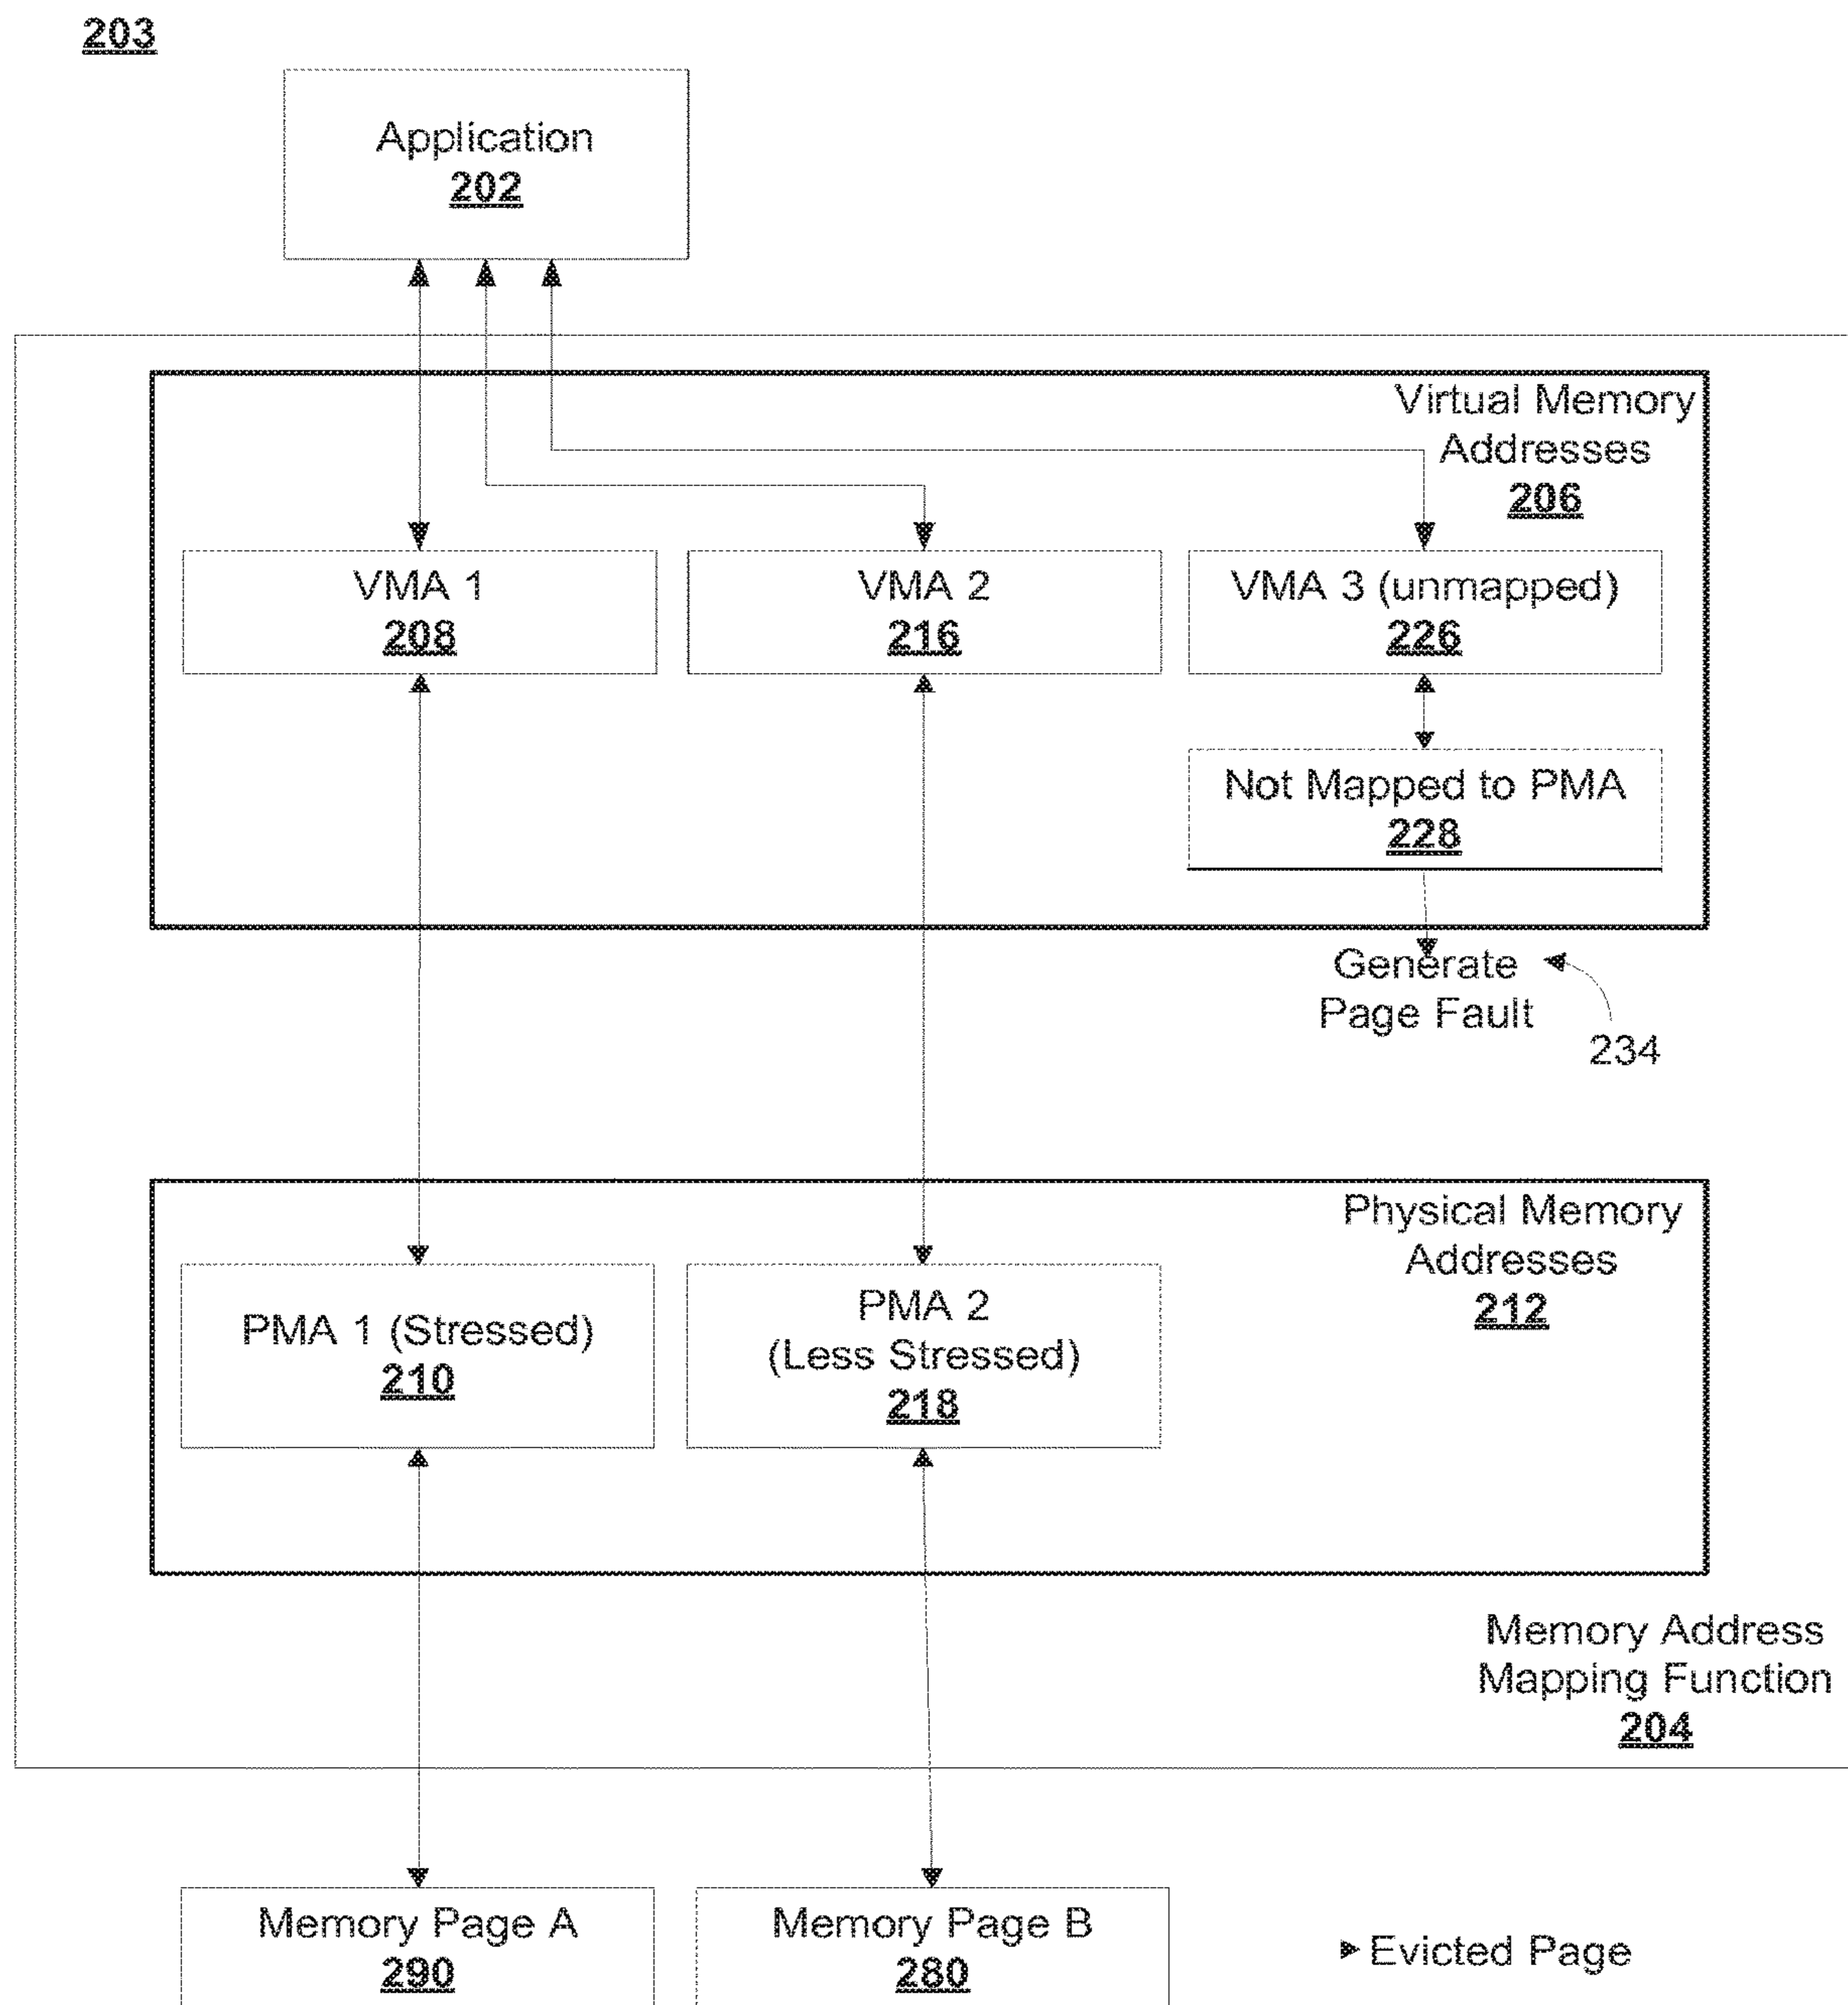 203
Application
202
Virtual Memory
Addresses
206
VMA 1
208
VMA 2
216
VMA 3 (unmapped)
226
Not Mapped to PMA
228
Generate
Page Fault
234
Physical Memory
Addresses
212
PMA 1 (Stressed)
210
PMA 2
(Less Stressed)
218
Memory Address
Mapping Function
204
Memory Page A
290
Memory Page B
280
Evicted Page